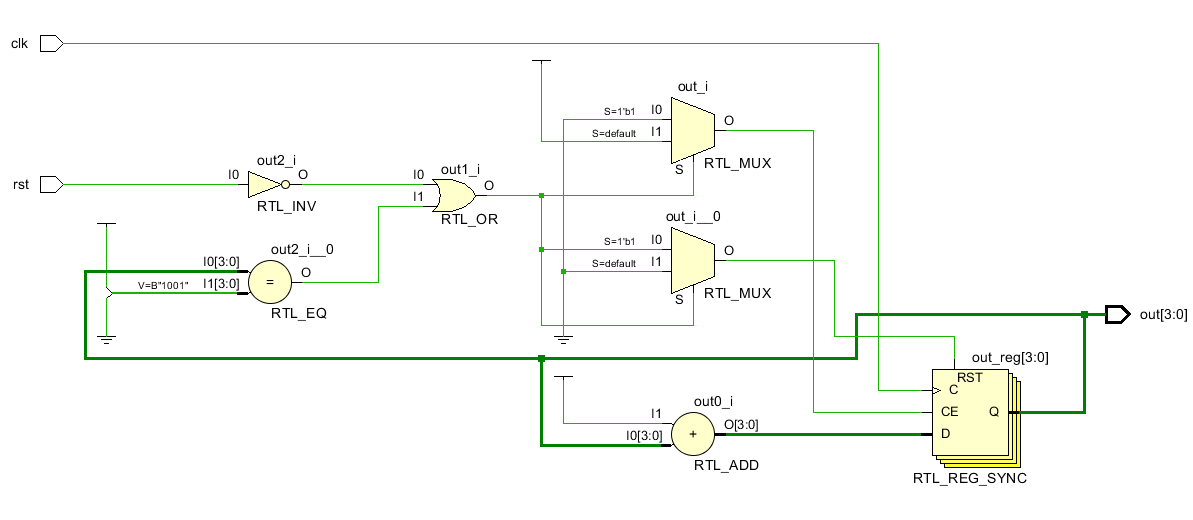 clk
out_i
S=1'b1 I0
S=default I1
O
S
RTL_MUX
rst
I0
out2_i
O
RTL_INV
out1_i
I0
I1
O
RTL_OR
out_i__0
S=1'b1 I0
S=default I1
O
S
RTL_MUX
out2_i__0
I0[3:0]
V=B"1001" I1[3:0]
=
O
RTL_EQ
out[3:0]
out_reg[3:0]
RST
C
CE
Q
D
RTL_REG_SYNC
out0_i
I1
I0[3:0]
+
O[3:0]
RTL_ADD